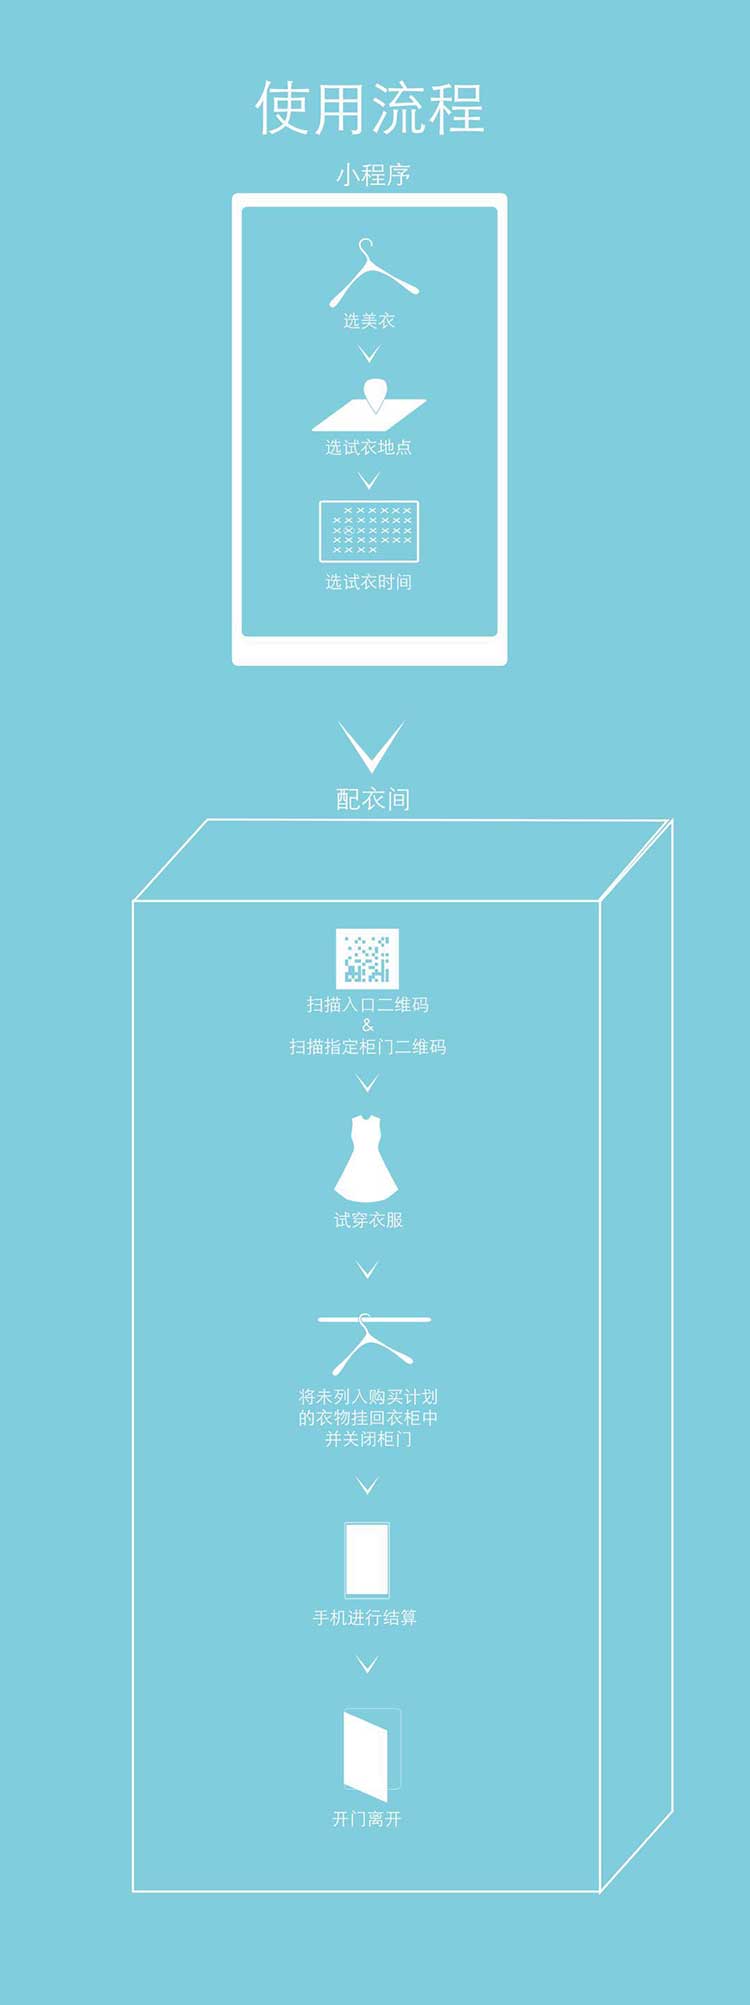 使用流程
小程序
选美衣
选试衣地点
选试衣时间
配衣间
扫描入口二维码
&
扫描指定柜门二维码
试穿衣服
将未列入购买计划
的衣物挂回衣柜中
并关闭柜门
手机进行结算
开门离开